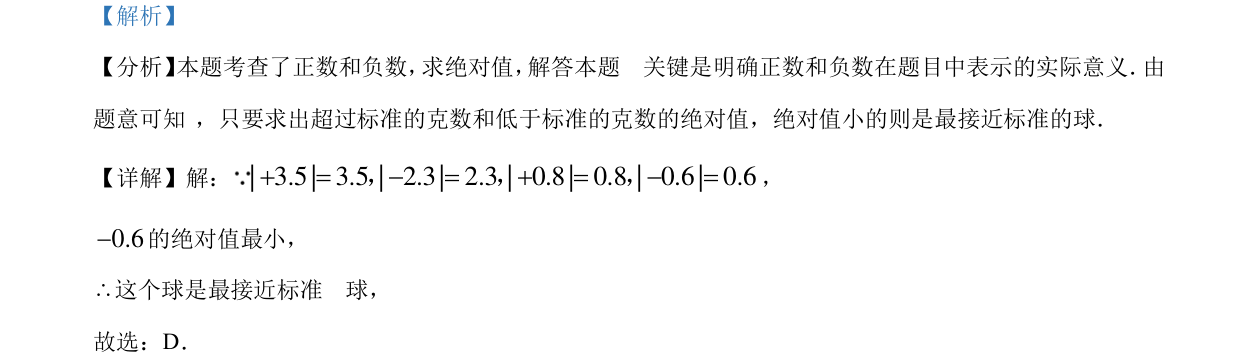 【解析】
【分析】本题考查了正数和负数，求绝对值，解答本题 关键是明确正数和负数在题目中表示的实际意义．由
题意可知 ，只要求出超过标准的克数和低于标准的克数的绝对值，绝对值小的则是最接近标准的球．
【详解】解：∵|+3.5|=3.5，|−2.3|=2.3，|+0.8|=0.8，|−0.6|=0.6，
−0.6的绝对值最小，
∴这个球是最接近标准 球，
故选：D．